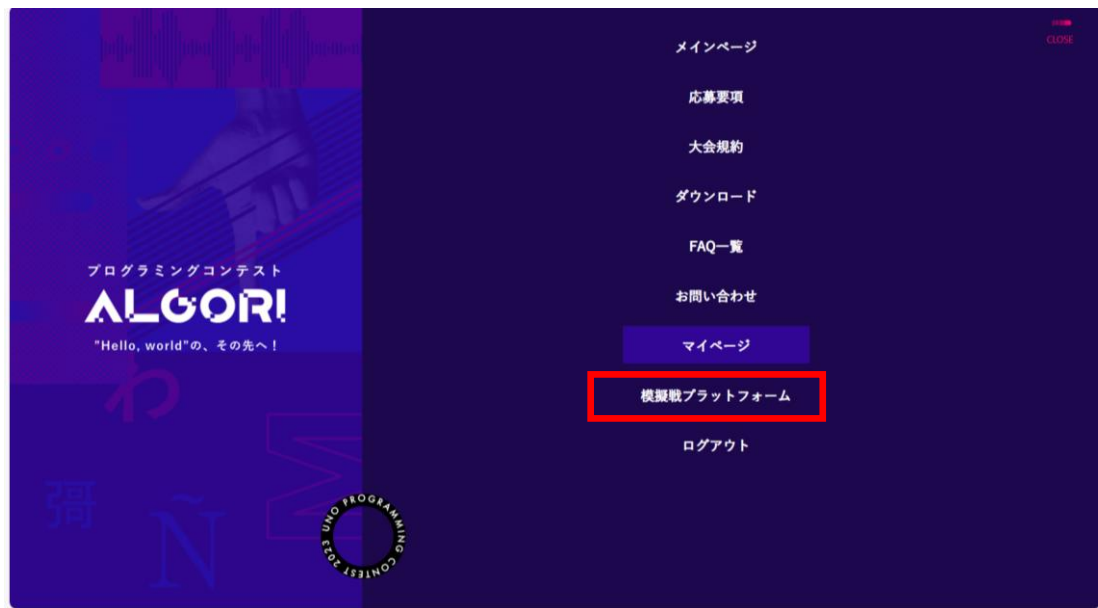 メインページ
CLOSE
応募要項
大会規約
ダウンロード
FAQ一覧
お問い合わせ
マイページ
模擬戦プラットフォーム
ログアウト
プログラミングコンテスト
ALGORI
"Hello, world"の、その先へ!
わ
M
彁
Ñ
UNO PROGRAMMING CONTEST 2023